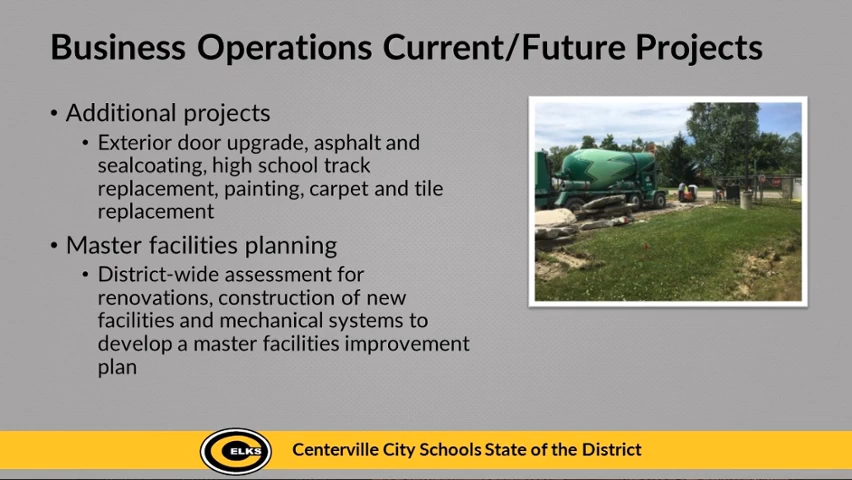 Business Operations Current/Future Projects
• Additional projects
• Exterior door upgrade, asphalt and
sealcoating, high school track
replacement, painting, carpet and tile
replacement
• Master facilities planning
• District-wide assessment for
renovations, construction of new
facilities and mechanical systems to
develop a master facilities improvement
plan
ELKS
Centerville City Schools State of the District